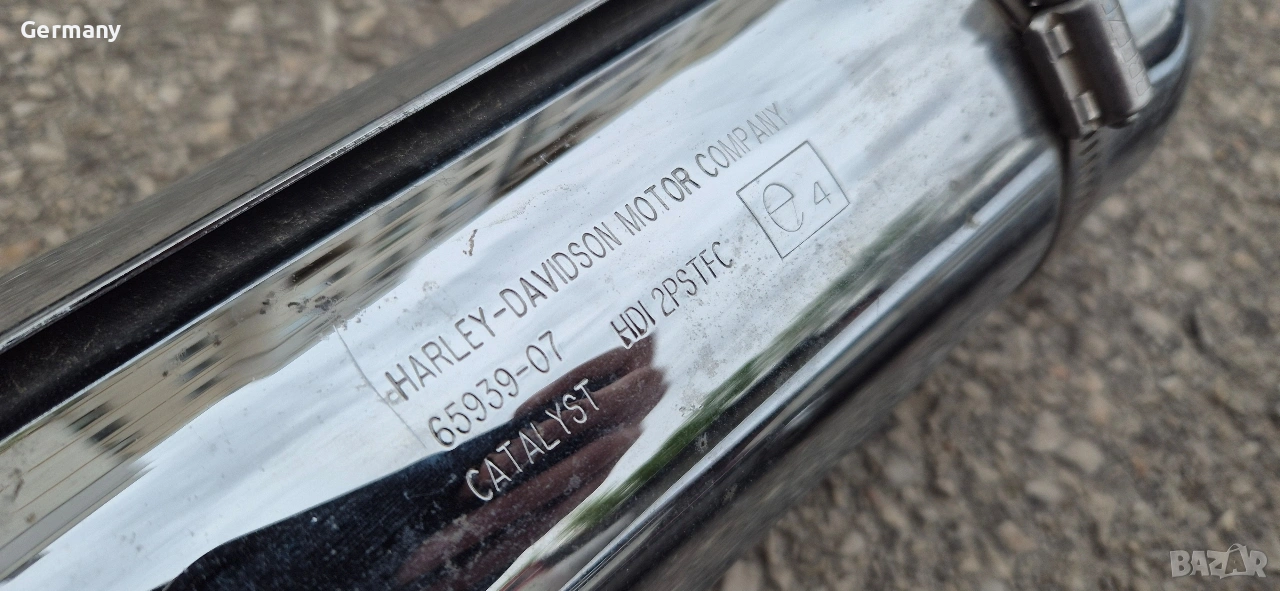 Germany
HARLEY-DAVIDSON MOTOR COMPANY
65939-07 HDI 2PSTFC e4
CATALYST
BAZAR